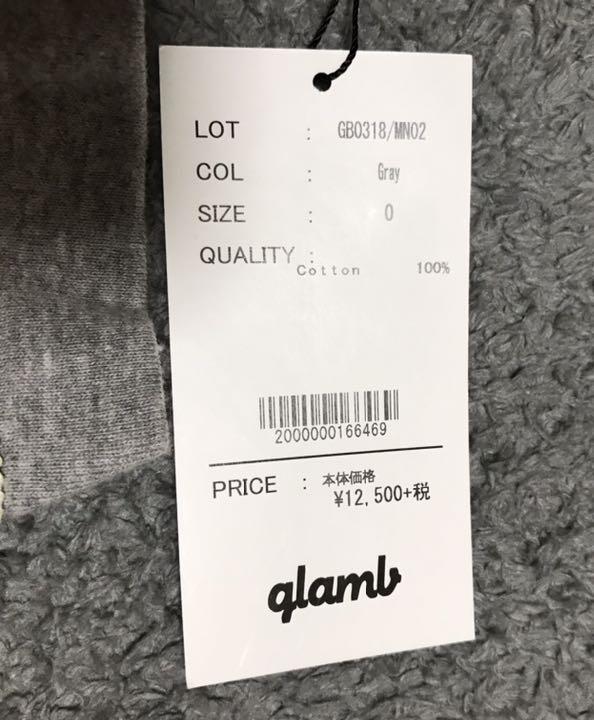 LOT : GB0318/MN02
COL : Gray
SIZE : 0
QUALITY :
Cotton 100%
2000000166469
PRICE : 本体価格
¥12,500+税
glamb